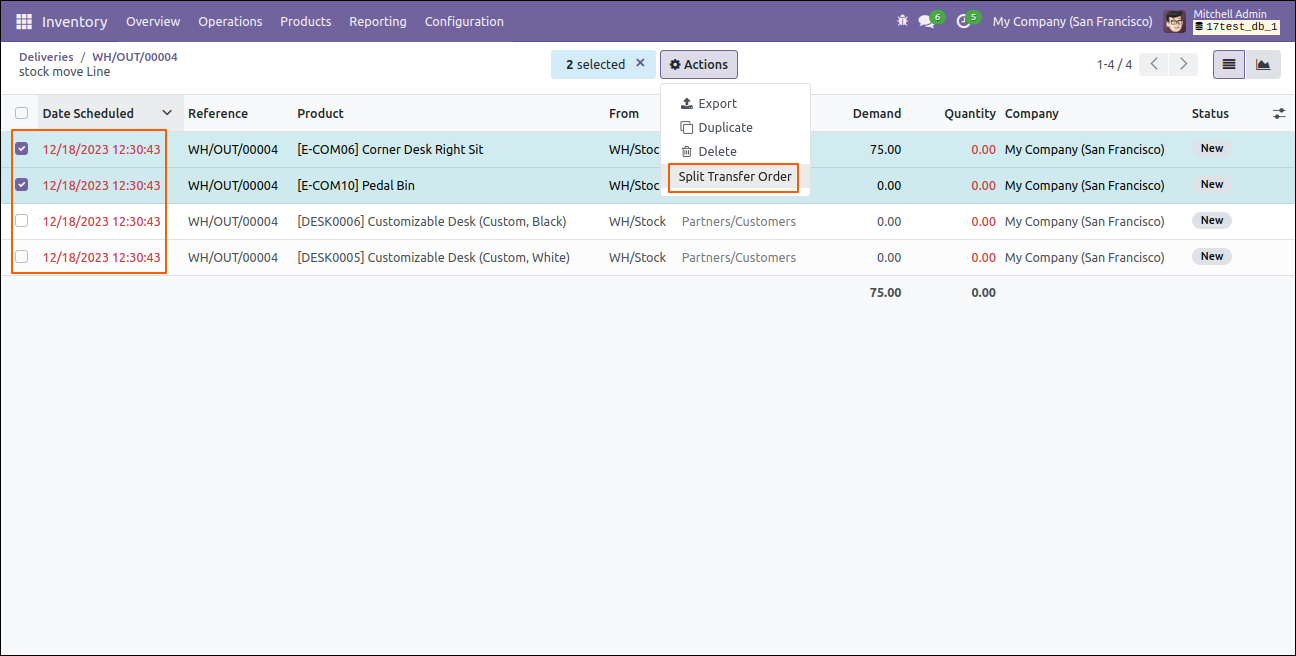 Inventory Overview Operations Products Reporting Configuration 6 5 My Company (San Francisco) Mitchell Admin
17test_db_1
Deliveries / WH/OUT/00004
stock move Line
2 selected × Actions 1-4 / 4
Export
Duplicate
Delete
Split Transfer Order
Date Scheduled Reference Product From Demand Quantity Company Status
12/18/2023 12:30:43 WH/OUT/00004 [E-COM06] Corner Desk Right Sit WH/Stoc 75.00 0.00 My Company (San Francisco) New
12/18/2023 12:30:43 WH/OUT/00004 [E-COM10] Pedal Bin WH/Stoc 0.00 0.00 My Company (San Francisco) New
12/18/2023 12:30:43 WH/OUT/00004 [DESK0006] Customizable Desk (Custom, Black) WH/Stock Partners/Customers 0.00 0.00 My Company (San Francisco) New
12/18/2023 12:30:43 WH/OUT/00004 [DESK0005] Customizable Desk (Custom, White) WH/Stock Partners/Customers 0.00 0.00 My Company (San Francisco) New
75.00 0.00